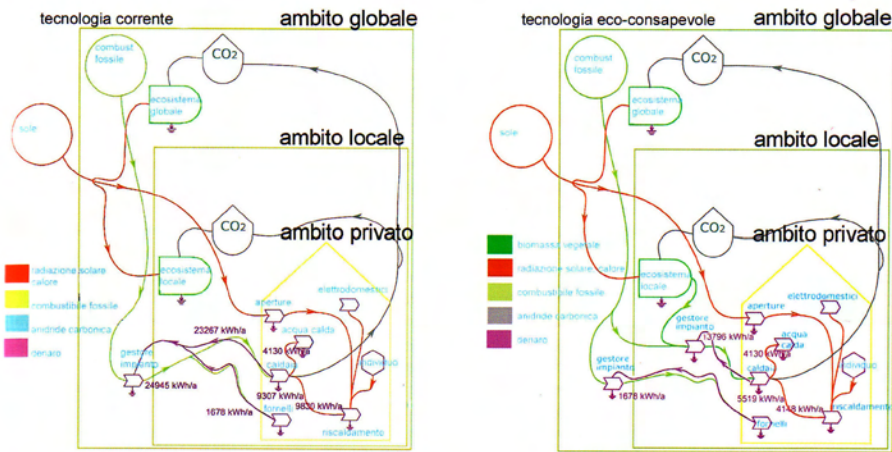 tecnologia corrente
ambito globale
combust
fossile
CO2
ecosistema
globale
sole
ambito locale
CO2
ambito privato
ecosistema
locale
radiazione solare
calore
combustibile fossile
anidride carbonica
denaro
aperture
elettrodomestici
acqua calda
23267 kWh/a
4130 kWh/a
gestore
impianto
caldaia
individuo
24945 kWh/a
9307 kWh/a
9830 kWh/a
1678 kWh/a
fornelli
riscaldamento
tecnologia eco-consapevole
ambito globale
combust
fossile
CO2
ecosistema
globale
sole
ambito locale
CO2
ambito privato
biomassa vegetale
radiazione solare, calore
combustibile fossile
anidride carbonica
denaro
ecosistema
locale
aperture
elettrodomestici
gestore
impianto
13796 kWh/a
acqua
calda
4130 kWh/a
gestore
impianto
caldaia
individuo
1678 kWh/a
5519 kWh/a
4148 kWh/a
riscaldamento
fornelli